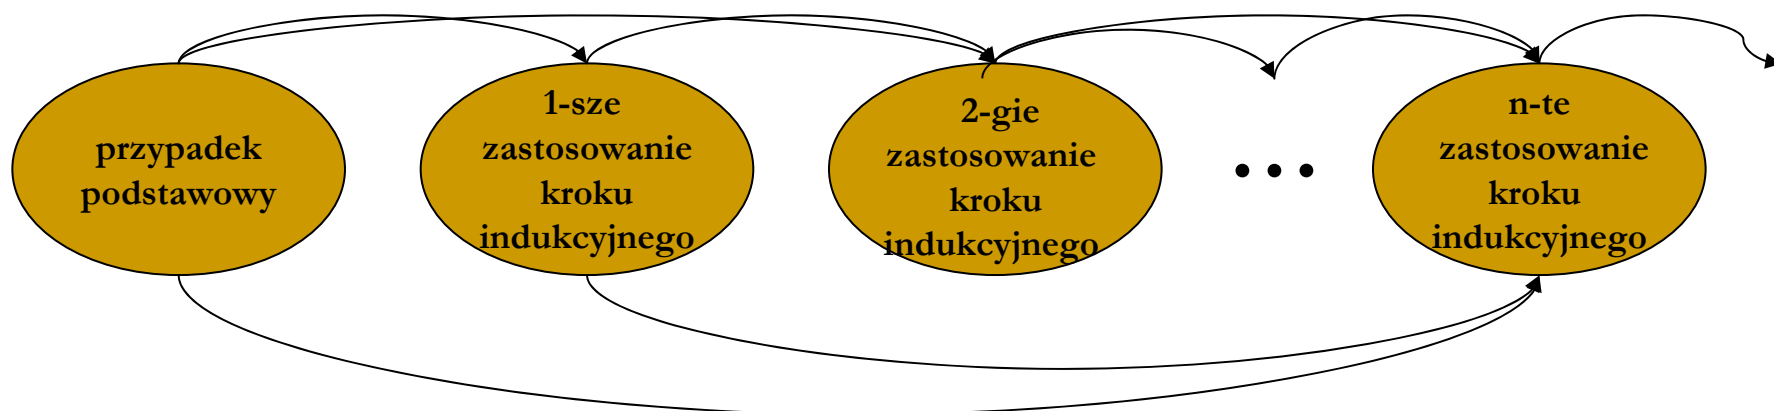 przypadek
podstawowy
1-sze
zastosowanie
kroku
indukcyjnego
2-gie
zastosowanie
kroku
indukcyjnego
• • •
n-te
zastosowanie
kroku
indukcyjnego